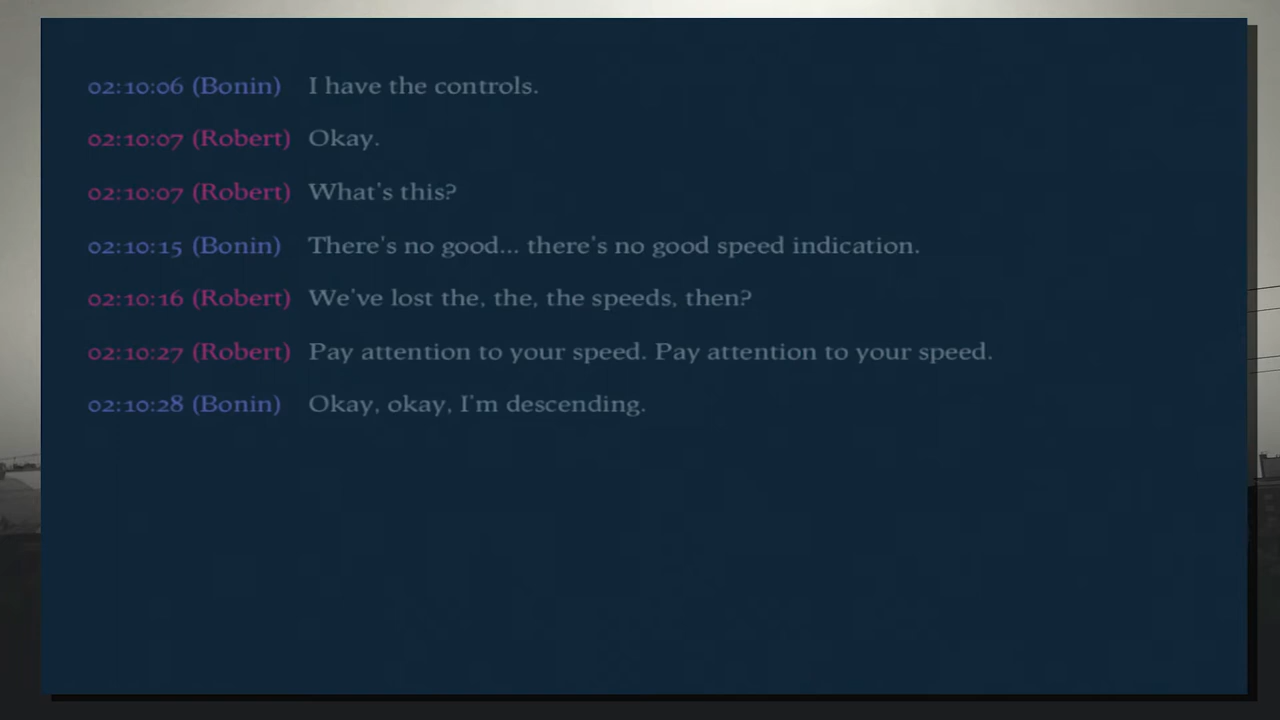 02:10:06 (Bonin) I have the controls.
02:10:07 (Robert) Okay.
02:10:07 (Robert) What's this?
02:10:15 (Bonin) There's no good... there's no good speed indication.
02:10:16 (Robert) We've lost the, the, the speeds, then?
02:10:27 (Robert) Pay attention to your speed. Pay attention to your speed.
02:10:28 (Bonin) Okay, okay, I'm descending.